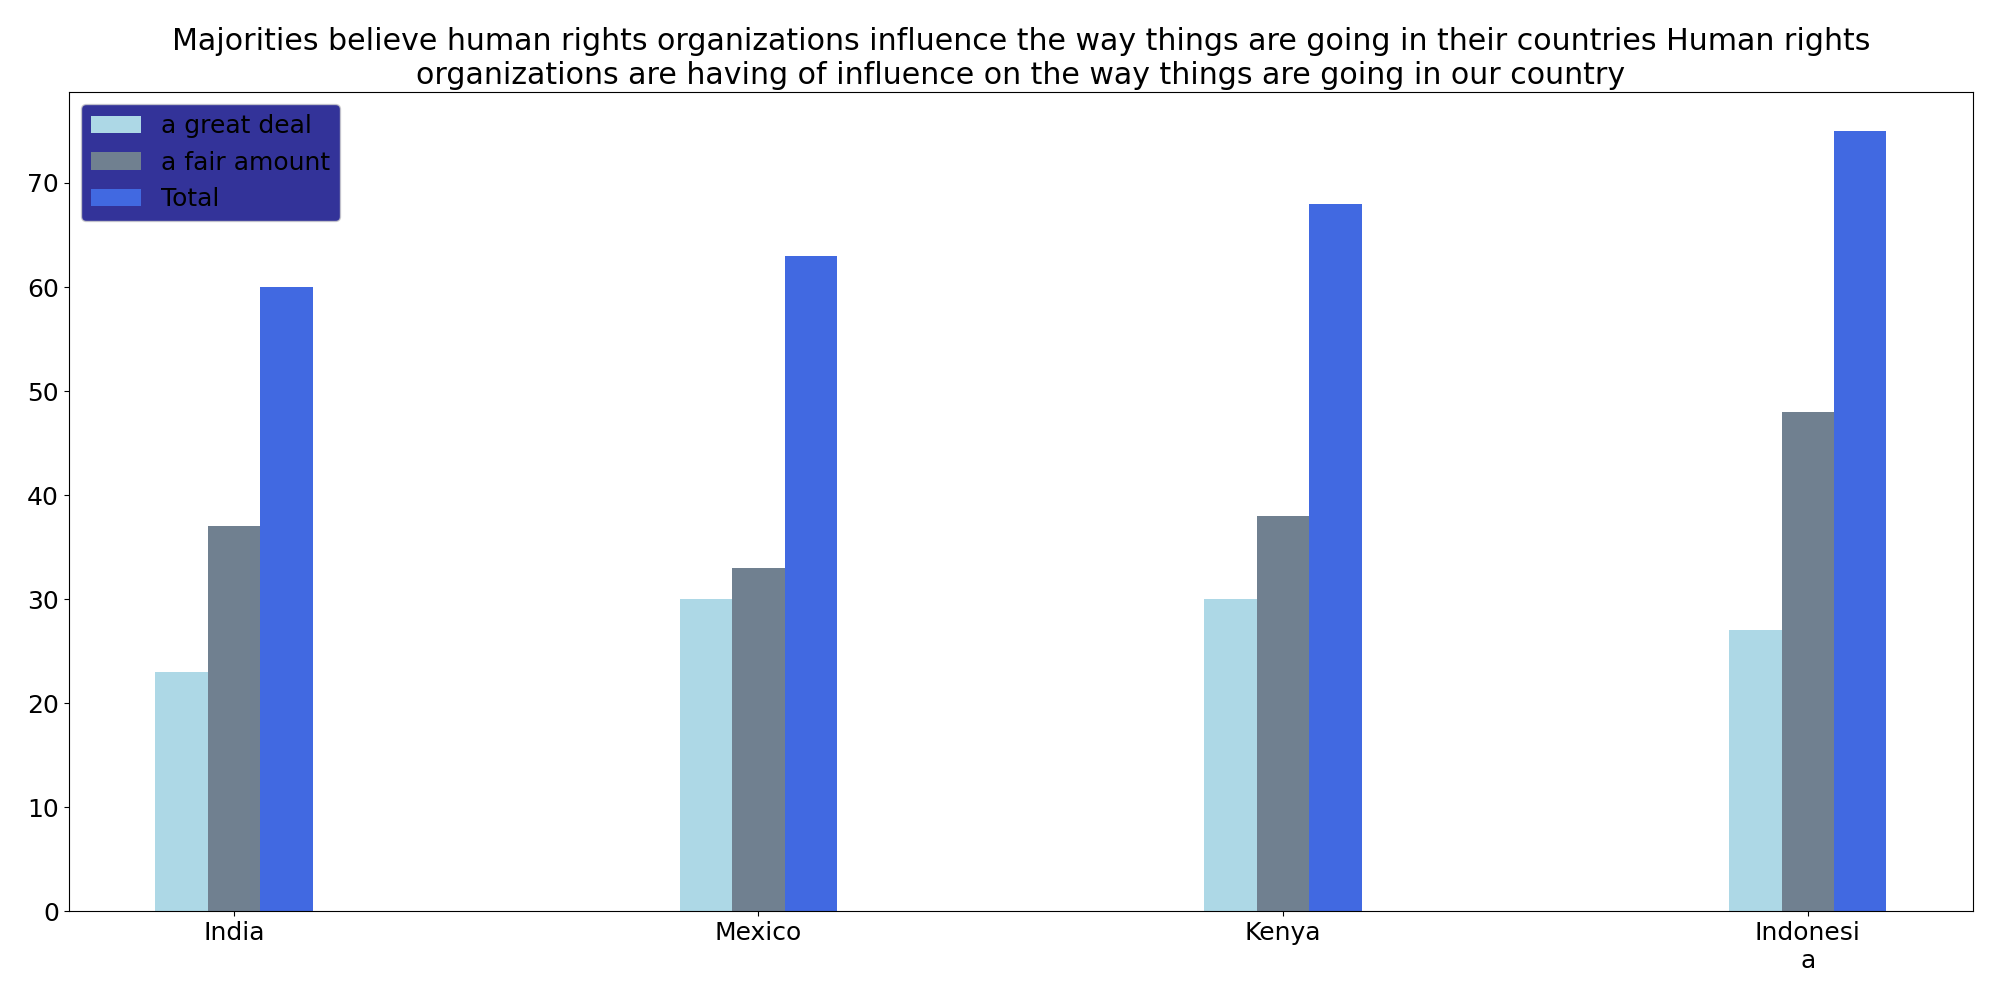 Majorities believe human rights organizations influence the way things are going in their countries Human rights
organizations are having of influence on the way things are going in our country
a great deal
a fair amount
Total
70
60
50
40
30
20
10
0
India
Mexico
Kenya
Indonesi
a